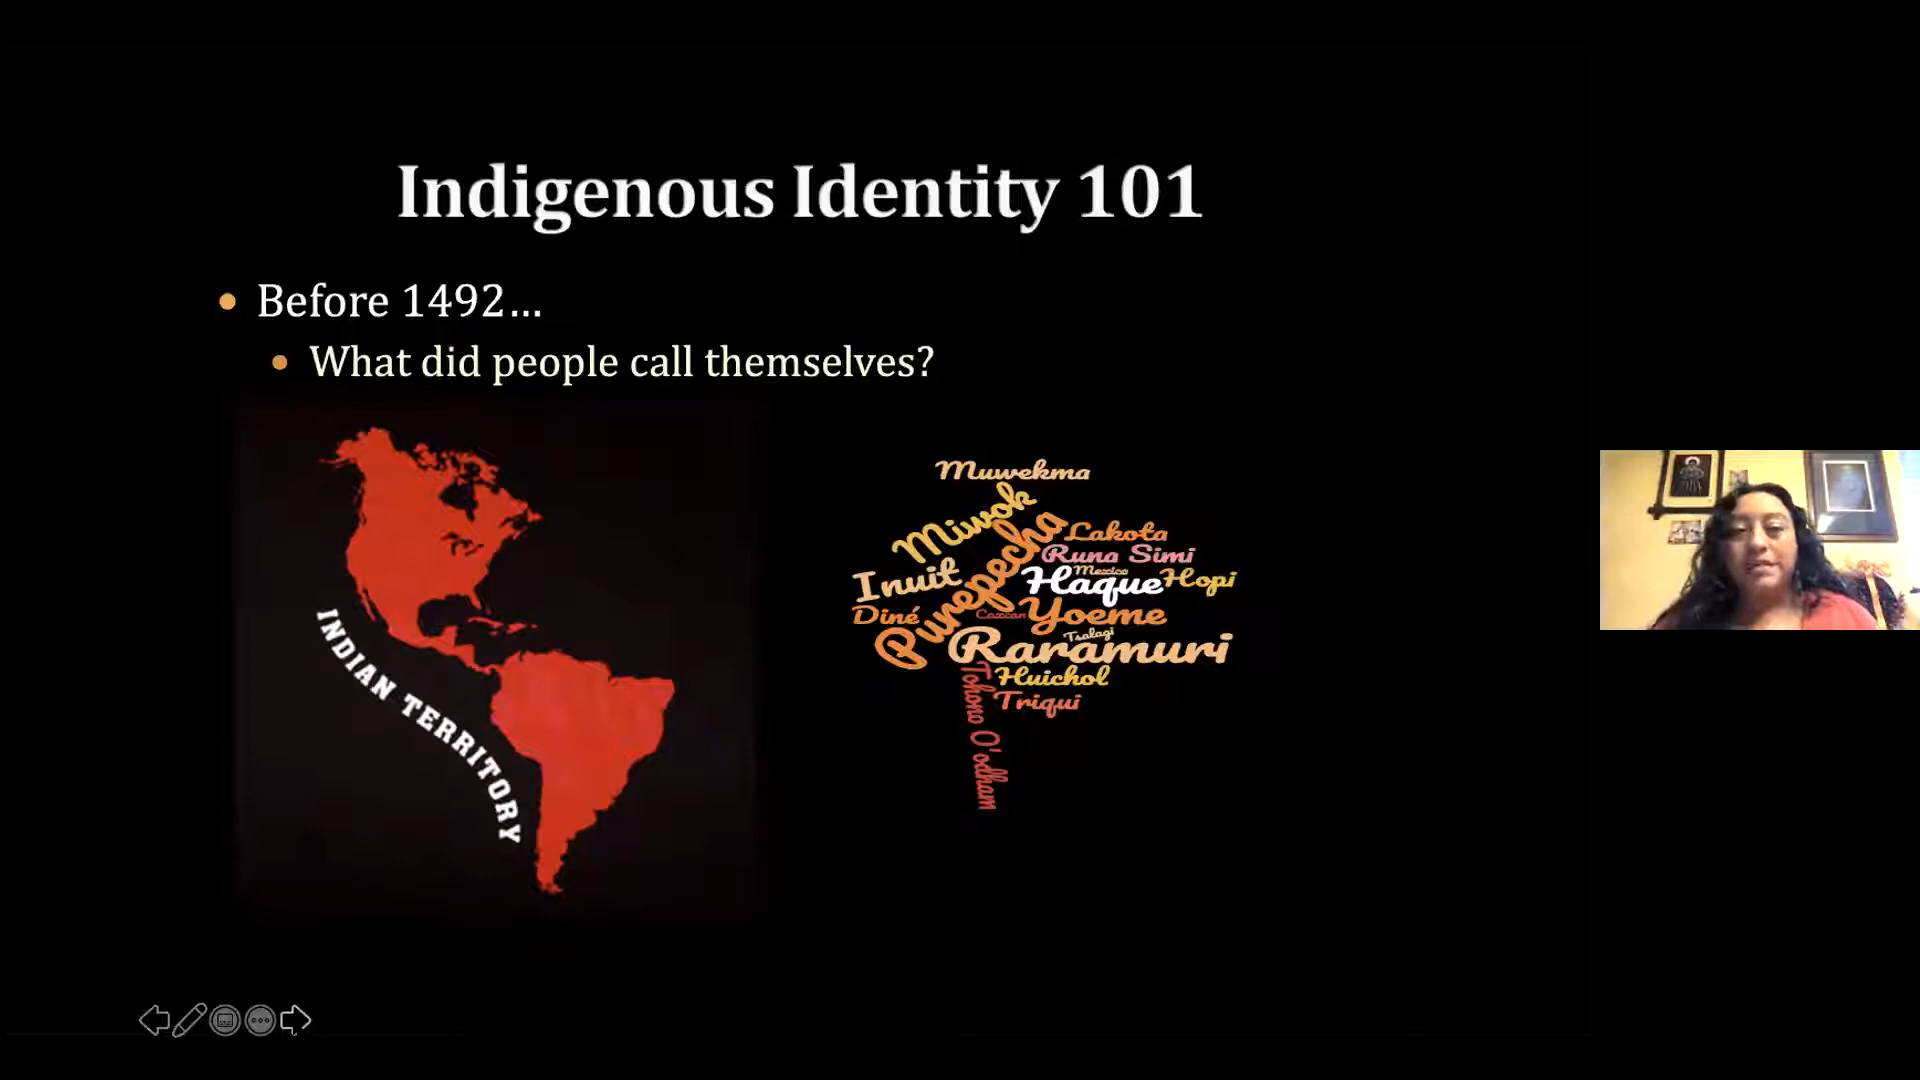 Indigenous Identity 101
Before 1492...
What did people call themselves?
INDIAN TERRITORY
Muwekma
Miwok
Purepecha
Lakota
Runa Simi
Mexico
Inuit
Haque
Hopi
Diné
Caxcan
Yoeme
Tsalagi
Raramuri
Huichol
Triqui
Tohono O'odham